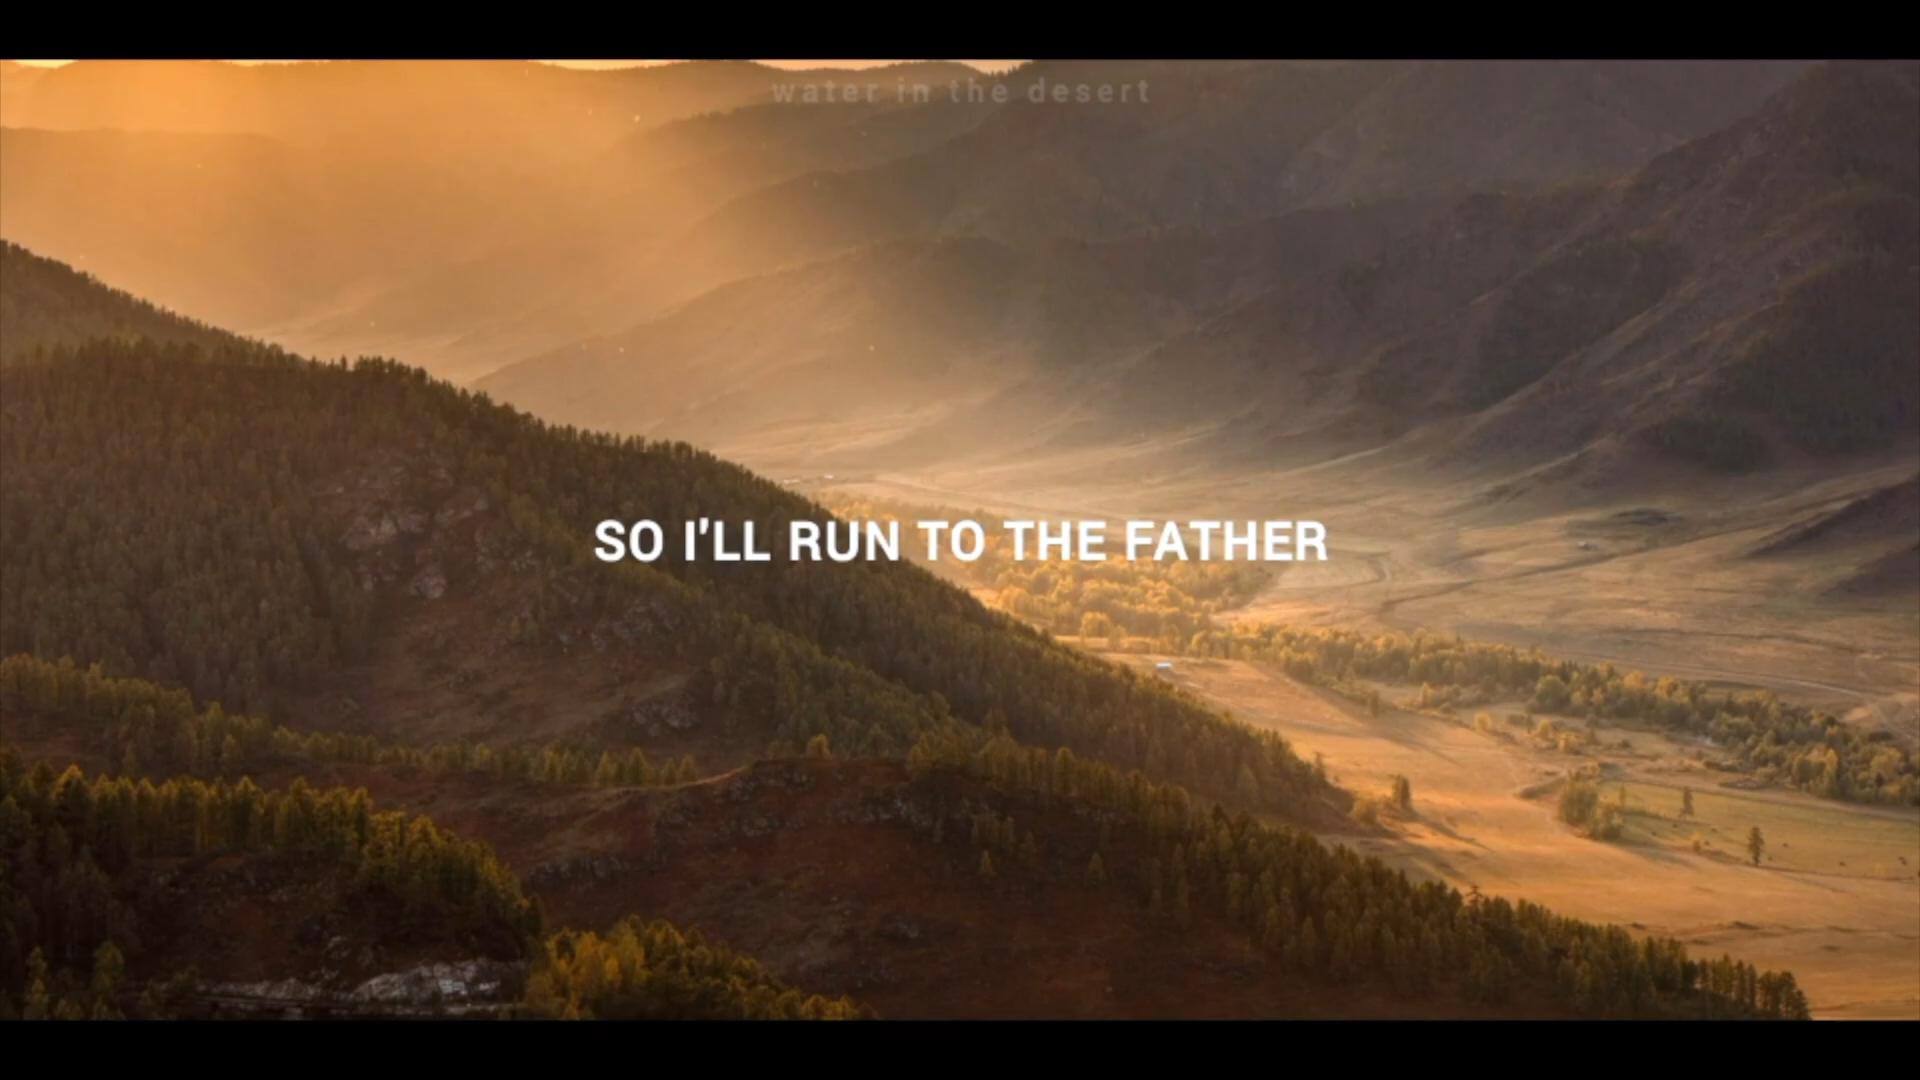 water in the desert
SO I'LL RUN TO THE FATHER